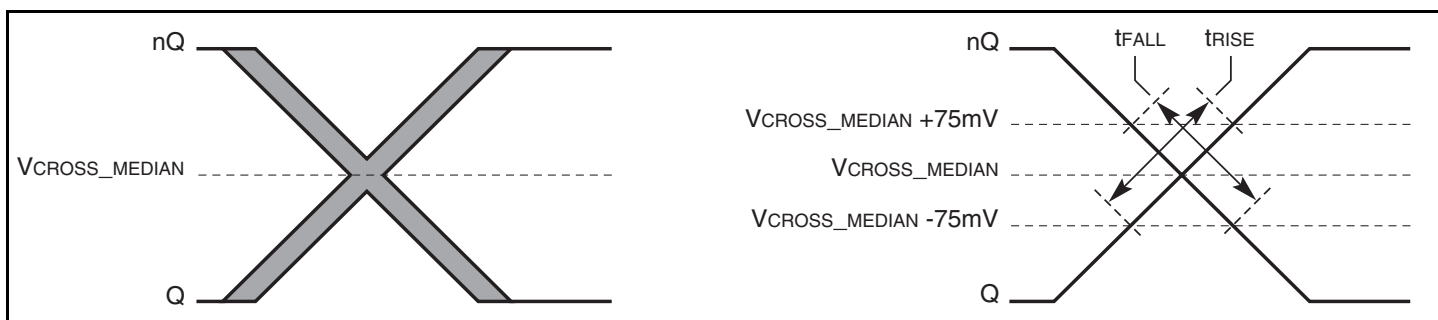 nQ
VCROSS_MEDIAN
Q
nQ
tFALL
tRISE
VCROSS_MEDIAN +75mV
VCROSS_MEDIAN
VCROSS_MEDIAN -75mV
Q